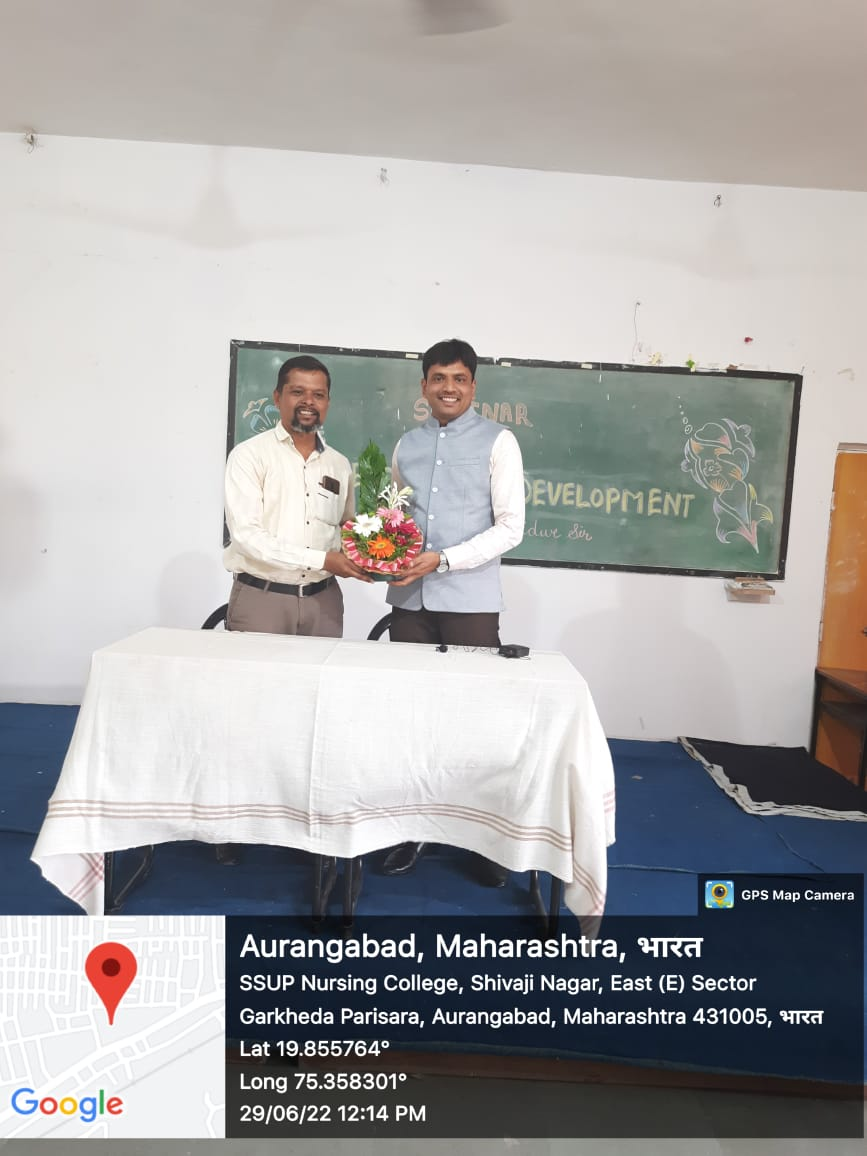 DEVELOPMENT
Sir
GPS Map Camera
Aurangabad, Maharashtra, भारत
SSUP Nursing College, Shivaji Nagar, East (E) Sector
Garkheda Parisara, Aurangabad, Maharashtra 431005, भारत
Lat 19.855764°
Long 75.358301°
29/06/22 12:14 PM
Google